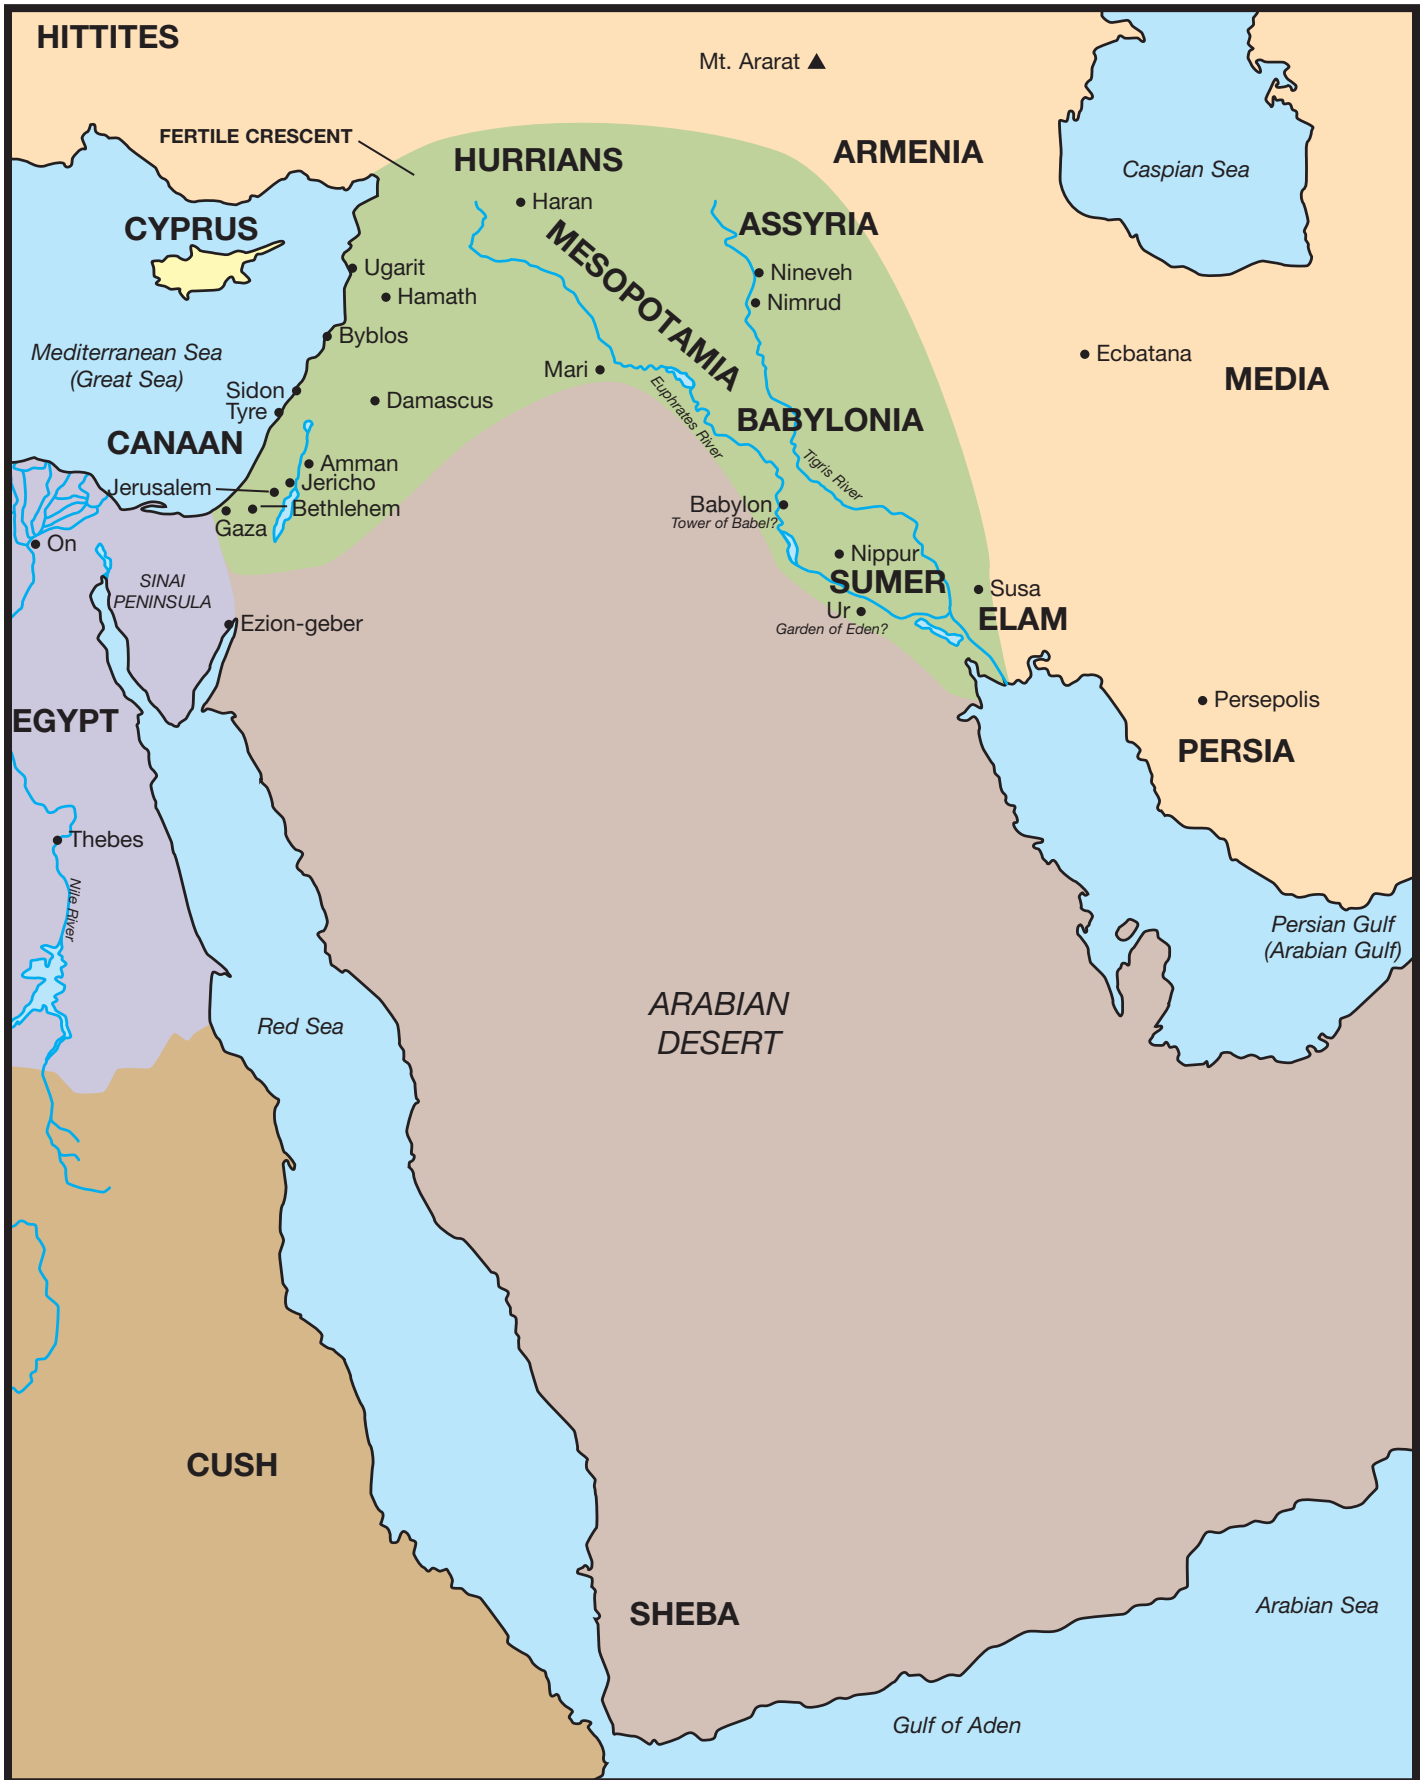 HITTITES
Mt. Ararat
FERTILE CRESCENT
HURRIANS
ARMENIA
Caspian Sea
Haran
CYPRUS
MESOPOTAMIA
ASSYRIA
Ugarit
Nineveh
Hamath
Nimrud
Byblos
Mediterranean Sea
(Great Sea)
Ecbatana
Mari
MEDIA
Sidon
Tyre
Damascus
Euphrates River
BABYLONIA
CANAAN
Amman
Tigris River
Jericho
Jerusalem
Bethlehem
Gaza
Babylon
Tower of Babel?
On
Nippur
SINAI
PENINSULA
SUMER
Susa
Ur
Garden of Eden?
ELAM
Ezion-geber
Persepolis
EGYPT
PERSIA
Thebes
Nile River
Persian Gulf
(Arabian Gulf)
ARABIAN
DESERT
Red Sea
CUSH
SHEBA
Arabian Sea
Gulf of Aden